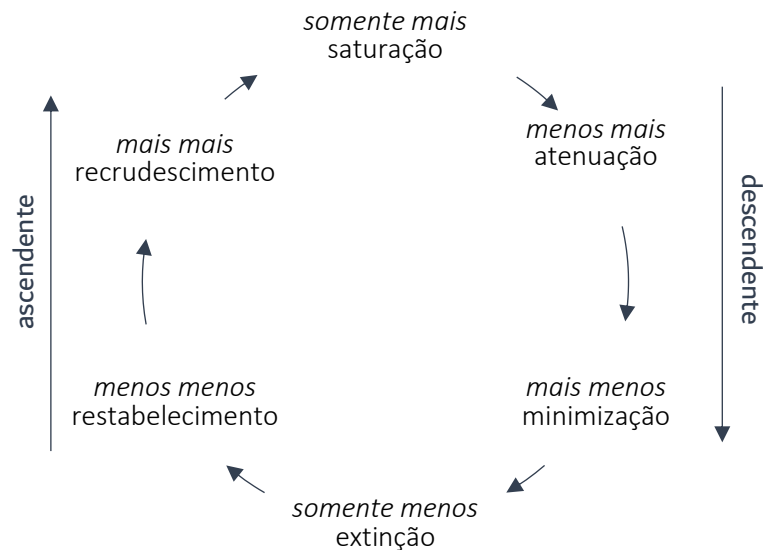 somente mais
saturação
mais mais
recrudescimento
menos mais
atenuação
ascendente
descendente
menos menos
restabelecimento
mais menos
minimização
somente menos
extinção